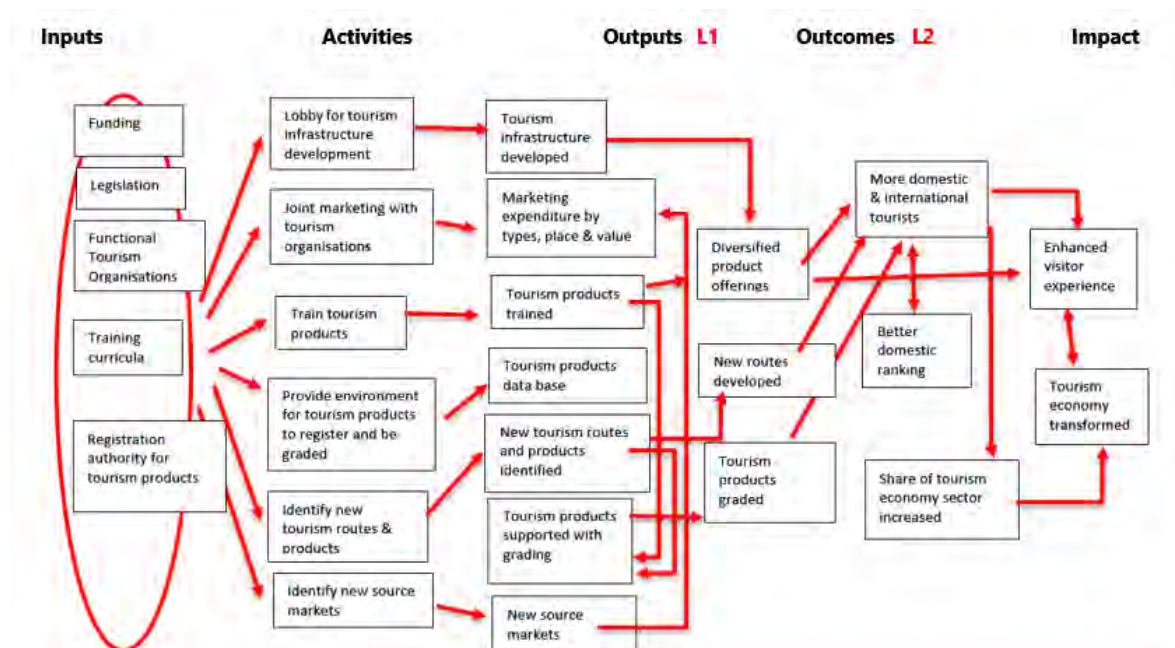 Inputs
Activities
Outputs L1
Outcomes L2
Impact
Funding
Legislation
Functional
Tourism
Organisations
Training
curricula
Registration
authority for
tourism products
Lobby for tourism
infrastructure
development
Joint marketing with
tourism
organisations
Train tourism
products
Provide environment
for tourism products
to register and be
graded
Identify new
tourism routes &
products
Identify new source
markets
Tourism
infrastructure
developed
Marketing
expenditure by
types, place & value
Tourism products
trained
Tourism products
data base
New tourism routes
and products
identified
Tourism products
supported with
grading
New source
markets
Diversified
product
offerings
New routes
developed
Tourism
products
graded
More domestic
& international
tourists
Better
domestic
ranking
Share of tourism
economy sector
increased
Enhanced
visitor
experience
Tourism
economy
transformed